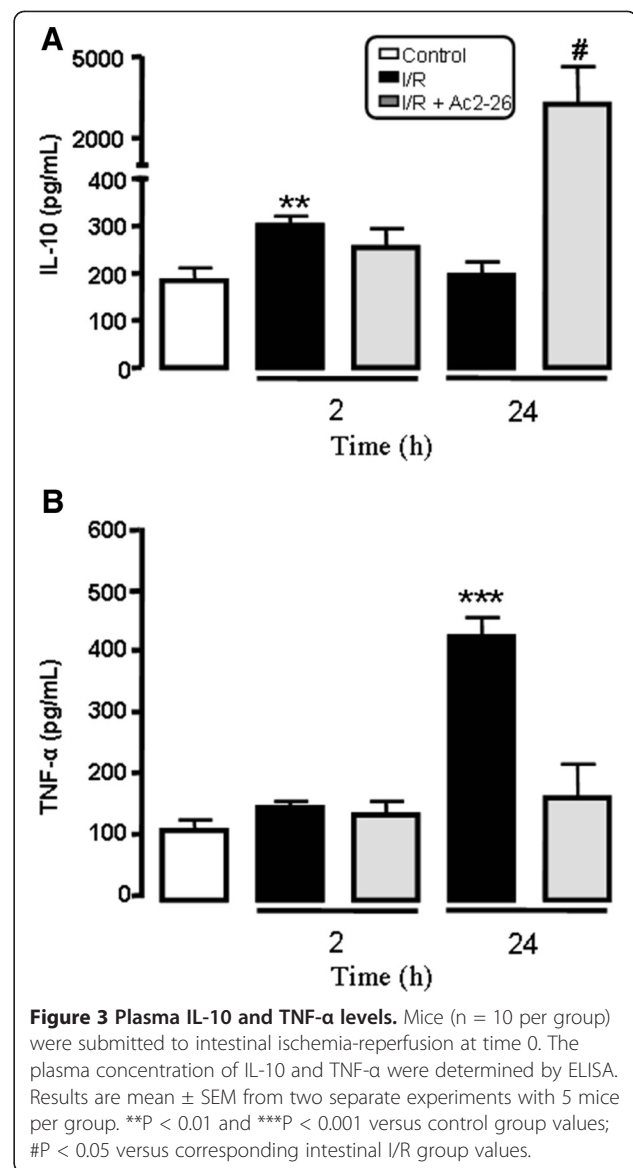 A
5000
2000
400
300
200
100
0
IL-10 (pg/mL)
Control
I/R
I/R + Ac2-26
**
#
2
24
Time (h)
B
600
500
400
300
200
100
0
TNF-α (pg/mL)
***
2
24
Time (h)
Figure 3 Plasma IL-10 and TNF-α levels. Mice (n = 10 per group)
were submitted to intestinal ischemia-reperfusion at time 0. The
plasma concentration of IL-10 and TNF-α were determined by ELISA.
Results are mean ± SEM from two separate experiments with 5 mice
per group. **P < 0.01 and ***P < 0.001 versus control group values;
#P < 0.05 versus corresponding intestinal I/R group values.